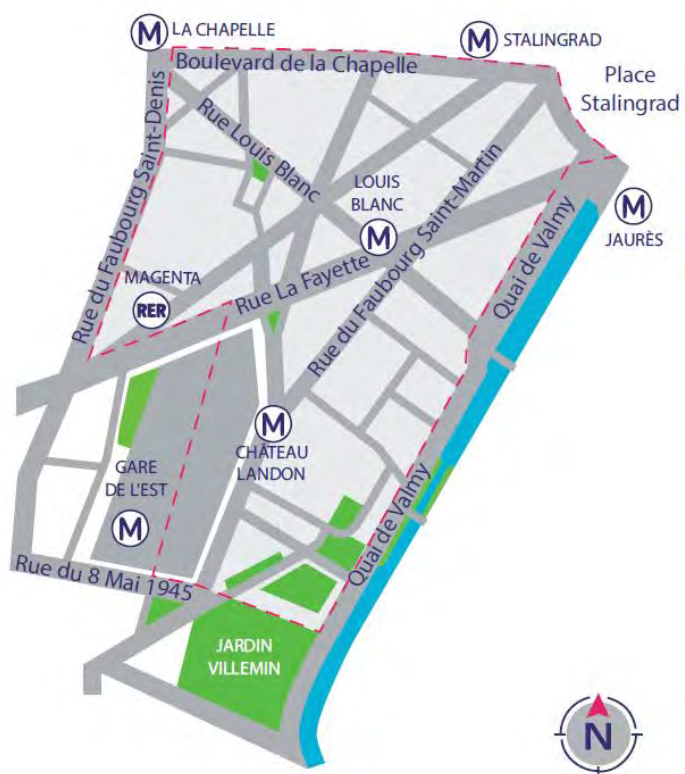 M
LA CHAPELLE
M
STALINGRAD
Boulevard de la Chapelle
Place
Stalingrad
Rue du Faubourg Saint-Denis
Rue Louis Blanc
Rue du Faubourg Saint-Martin
LOUIS
BLANC
M
M
JAURÈS
Quai de Valmy
MAGENTA
RER
Rue La Fayette
M
CHÂTEAU
LANDON
GARE
DE L'EST
M
Quai de Valmy
Rue du 8 Mai 1945
JARDIN
VILLEMIN
N